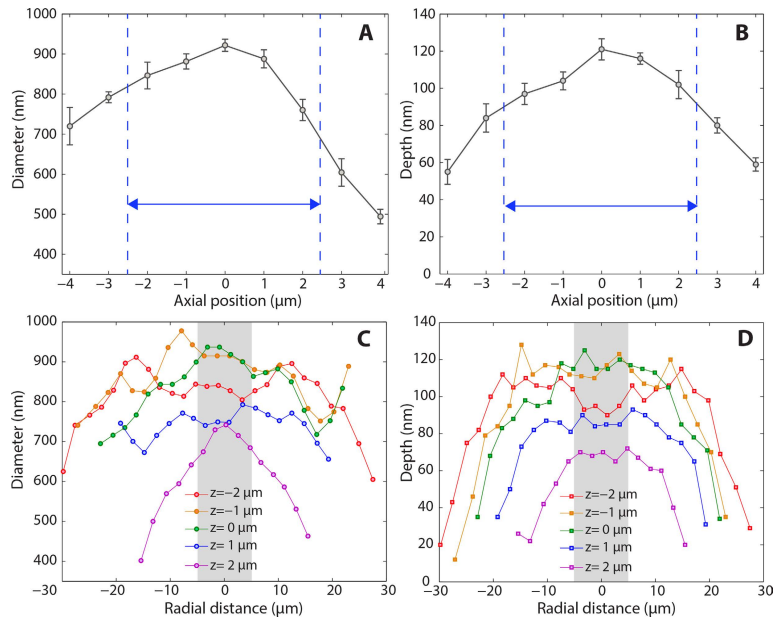 A
1000
900
800
700
600
500
400
Diameter (nm)
−4 −3 −2 −1 0 1 2 3 4
Axial position (μm)
B
140
120
100
80
60
40
20
0
Depth (nm)
−4 −3 −2 −1 0 1 2 3 4
Axial position (μm)
C
1000
900
800
700
600
500
400
Diameter (nm)
z=−2 μm
z=−1 μm
z= 0 μm
z= 1 μm
z= 2 μm
−30 −20 −10 0 10 20 30
Radial distance (μm)
D
140
120
100
80
60
40
20
0
Depth (nm)
z=−2 μm
z=−1 μm
z= 0 μm
z= 1 μm
z= 2 μm
−30 −20 −10 0 10 20 30
Radial distance (μm)